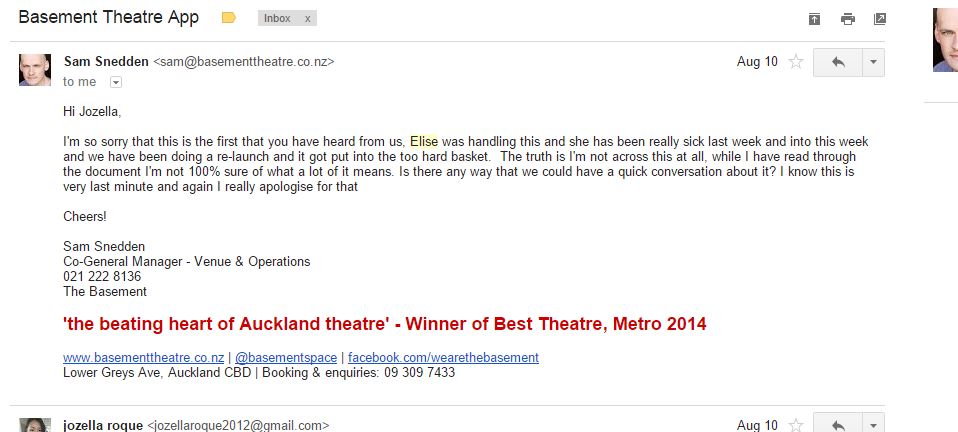 Basement Theatre App
Inbox x
Sam Snedden <sam@basementtheatre.co.nz>
Aug 10
to me
Hi Jozella,
I'm so sorry that this is the first that you have heard from us, Elise was handling this and she has been really sick last week and into this week
and we have been doing a re-launch and it got put into the too hard basket.  The truth is I'm not across this at all, while I have read through
the document I'm not 100% sure of what a lot of it means. Is there any way that we could have a quick conversation about it? I know this is
very last minute and again I really apologise for that
Cheers!
Sam Snedden
Co-General Manager - Venue & Operations
021 222 8136
The Basement
'the beating heart of Auckland theatre' - Winner of Best Theatre, Metro 2014
www.basementtheatre.co.nz | @basementspace | facebook.com/wearethebasement
Lower Greys Ave, Auckland CBD | Booking & enquiries: 09 309 7433
jozella roque <jozellaroque2012@gmail.com>
Aug 10